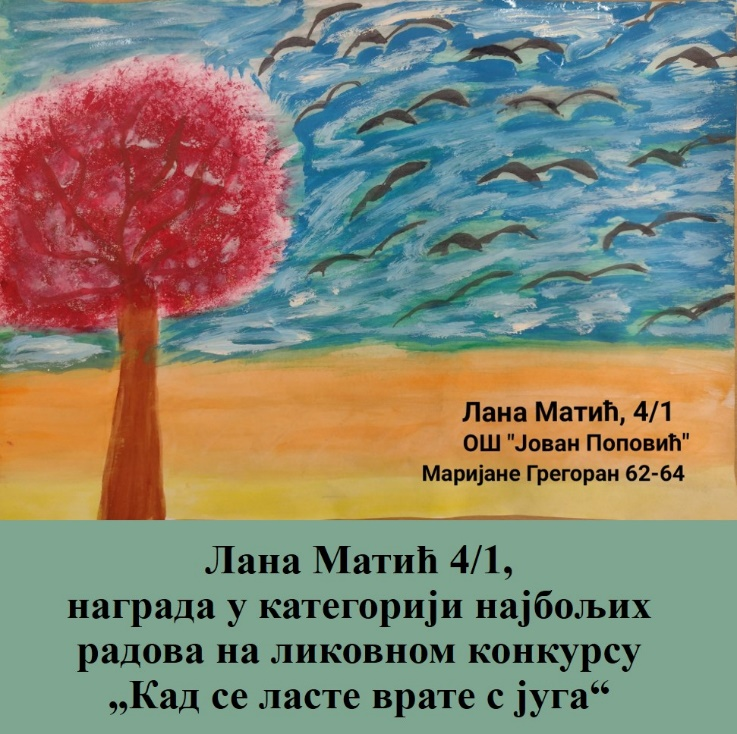 Лана Матић, 4/1
ОШ "Јован Поповић"
Маријане Грегоран 62-64
Лана Матић 4/1,
награда у категорији најбољих
радова на ликовном конкурсу
„Кад се ласте врате с југа“